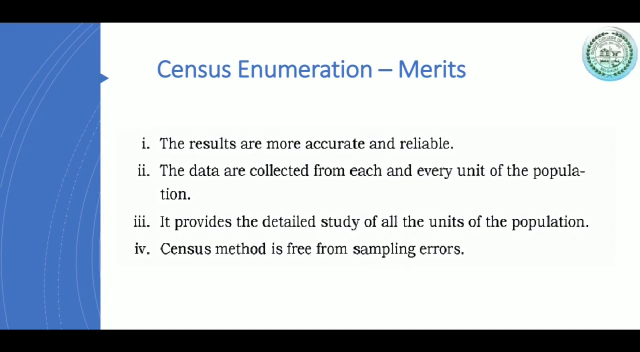 Census Enumeration – Merits
i. The results are more accurate and reliable.
ii. The data are collected from each and every unit of the popula-
tion.
iii. It provides the detailed study of all the units of the population.
iv. Census method is free from sampling errors.